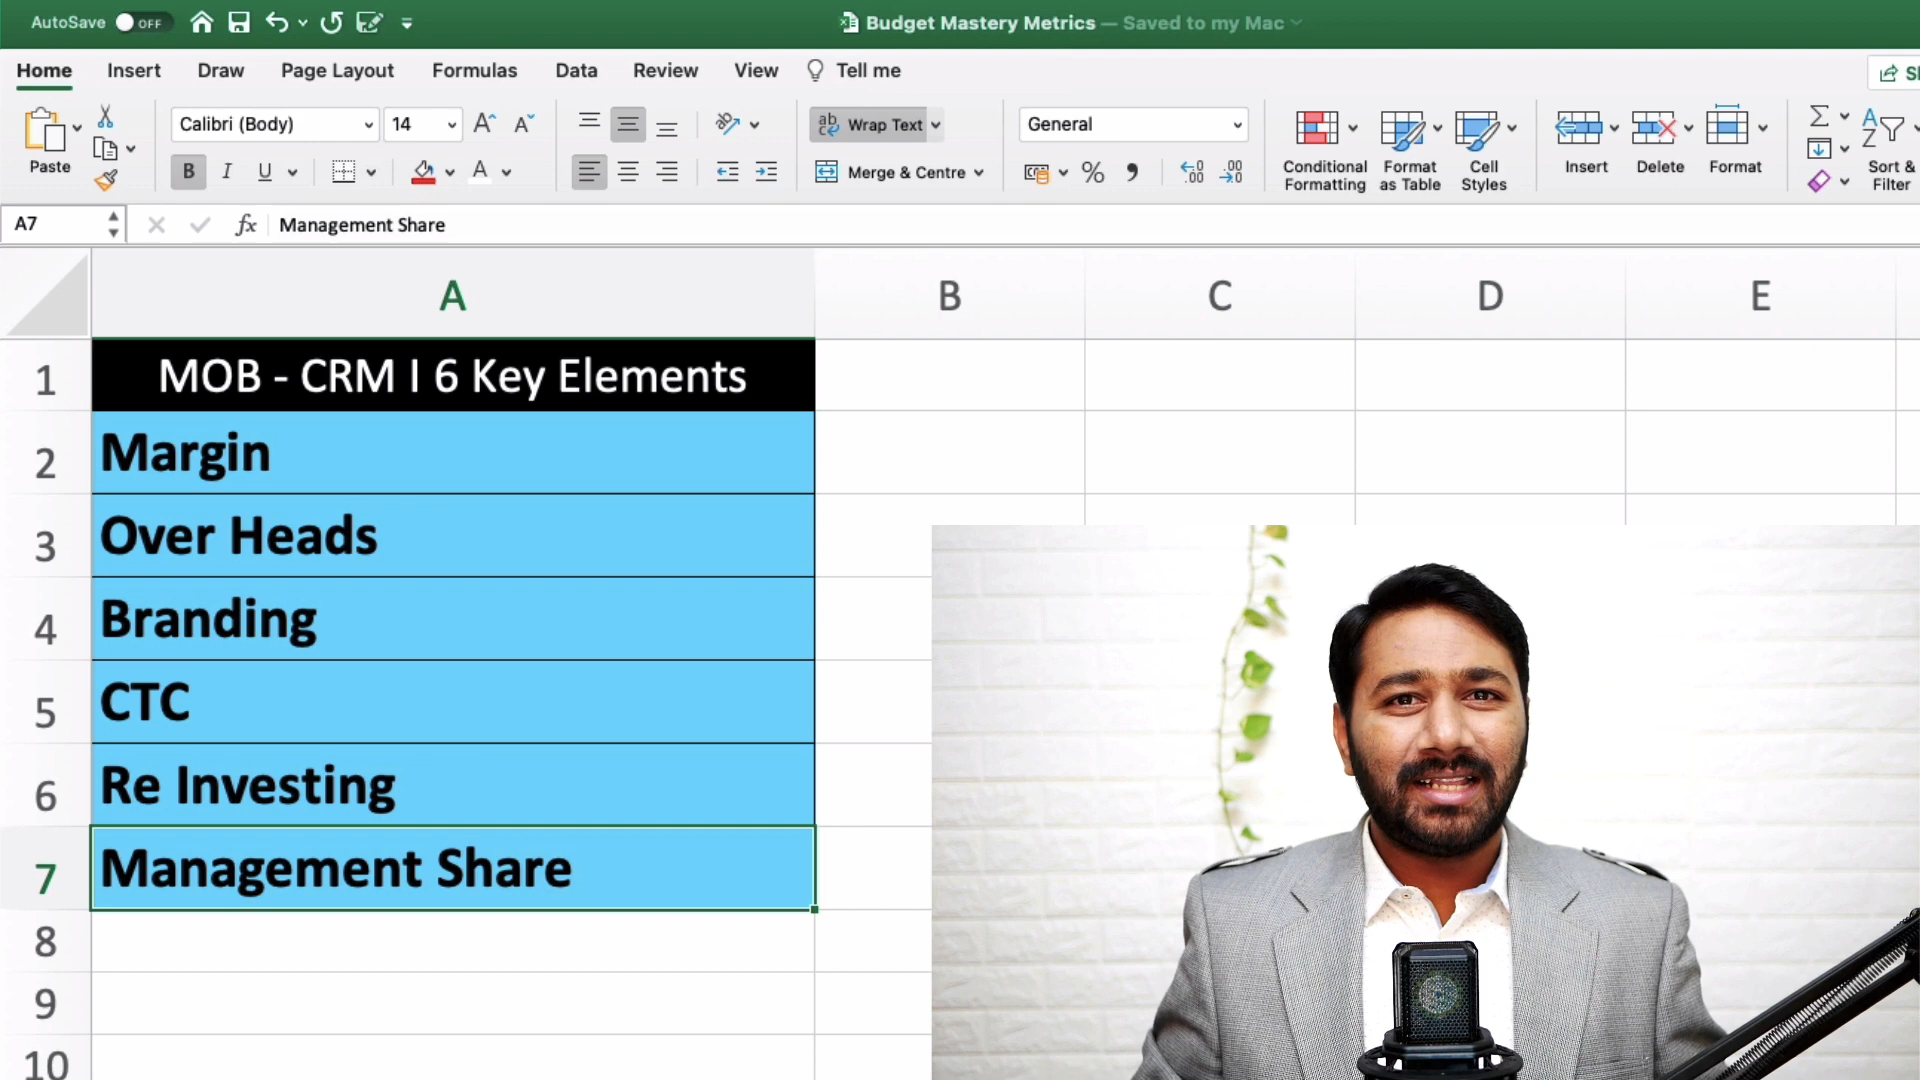 AutoSave OFF
Budget Mastery Metrics — Saved to my Mac
Home Insert Draw Page Layout Formulas Data Review View Tell me
Paste
Calibri (Body) 14
Wrap Text
General
B I U
Merge & Centre
Conditional Formatting
Format as Table
Cell Styles
Insert
Delete
Format
Sort & Filter
A7 fx Management Share
A B C D E
1 MOB - CRM I 6 Key Elements
2 Margin
3 Over Heads
4 Branding
5 CTC
6 Re Investing
7 Management Share
8
9
10